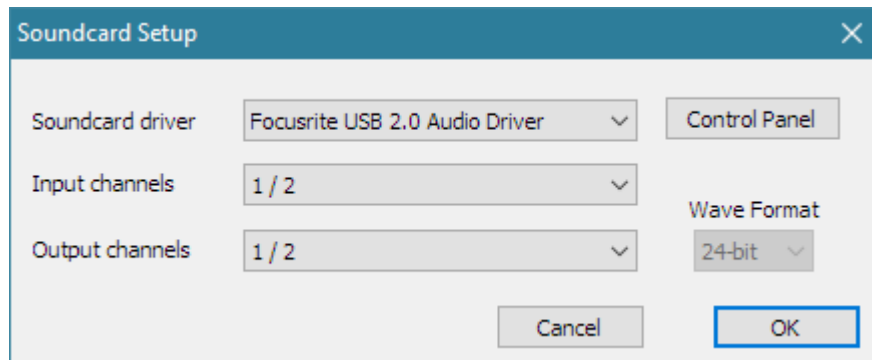 Soundcard Setup
Soundcard driver
Focusrite USB 2.0 Audio Driver
Control Panel
Input channels
1 / 2
Wave Format
Output channels
1 / 2
24-bit
Cancel
OK